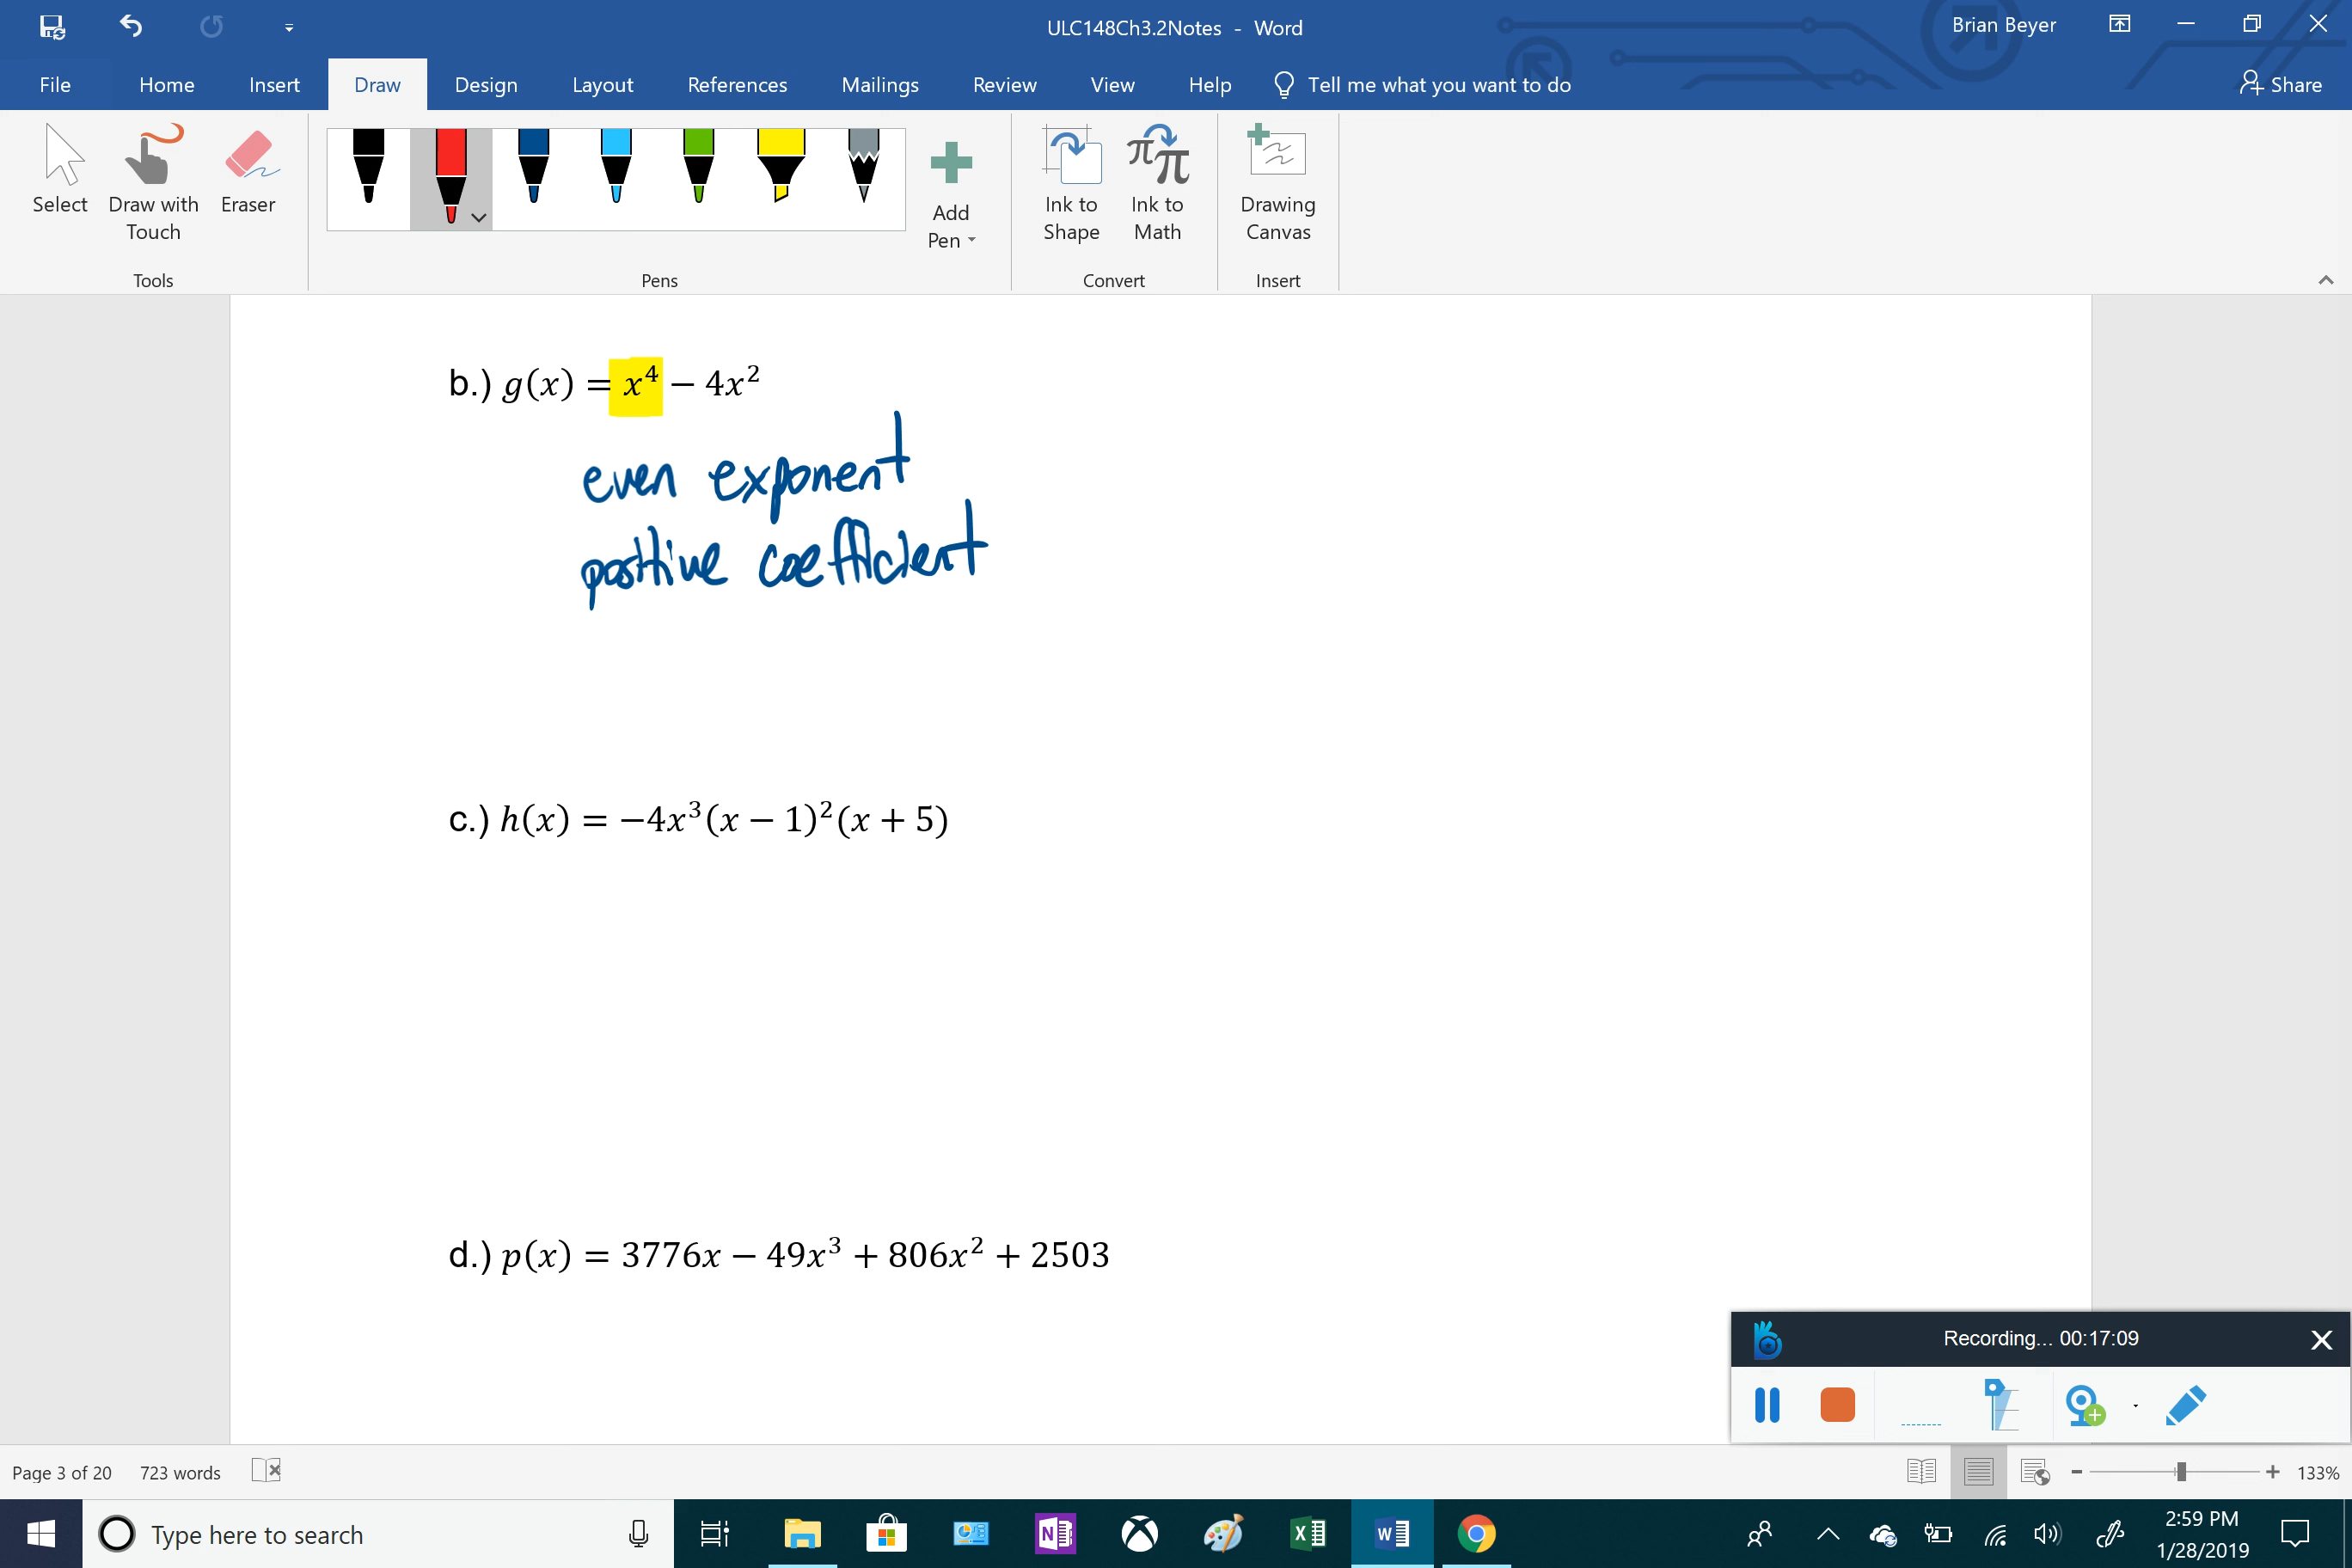 ULC148Ch3.2Notes - Word
Brian Beyer
File Home Insert Draw Design Layout References Mailings Review View Help Tell me what you want to do Share
Select Draw with Touch Eraser
Add Pen
Ink to Shape Ink to Math
Drawing Canvas
Tools Pens Convert Insert
b.) g(x) = x⁴ − 4x²
even exponent
positive coefficient
c.) h(x) = −4x³(x − 1)²(x + 5)
d.) p(x) = 3776x − 49x³ + 806x² + 2503
Recording... 00:17:09
Page 3 of 20 723 words 133%
Type here to search
2:59 PM
1/28/2019